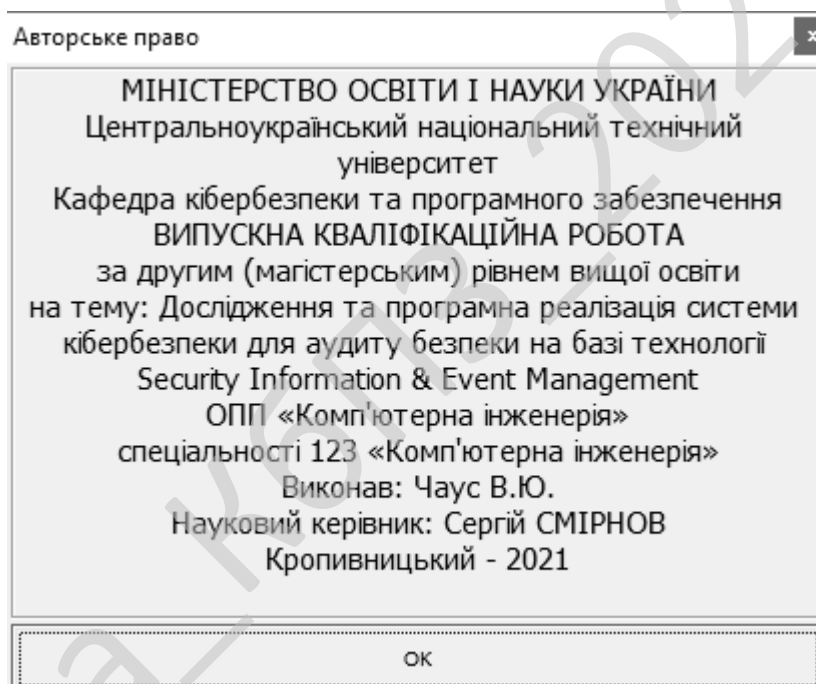 Авторське право
МІНІСТЕРСТВО ОСВІТИ І НАУКИ УКРАЇНИ
Центральноукраїнський національний технічний
університет
Кафедра кібербезпеки та програмного забезпечення
ВИПУСКНА КВАЛІФІКАЦІЙНА РОБОТА
за другим (магістерським) рівнем вищої освіти
на тему: Дослідження та програмна реалізація системи
кібербезпеки для аудиту безпеки на базі технології
Security Information & Event Management
ОПП «Комп'ютерна інженерія»
спеціальності 123 «Комп'ютерна інженерія»
Виконав: Чаус В.Ю.
Науковий керівник: Сергій СМІРНОВ
Кропивницький - 2021
ОК